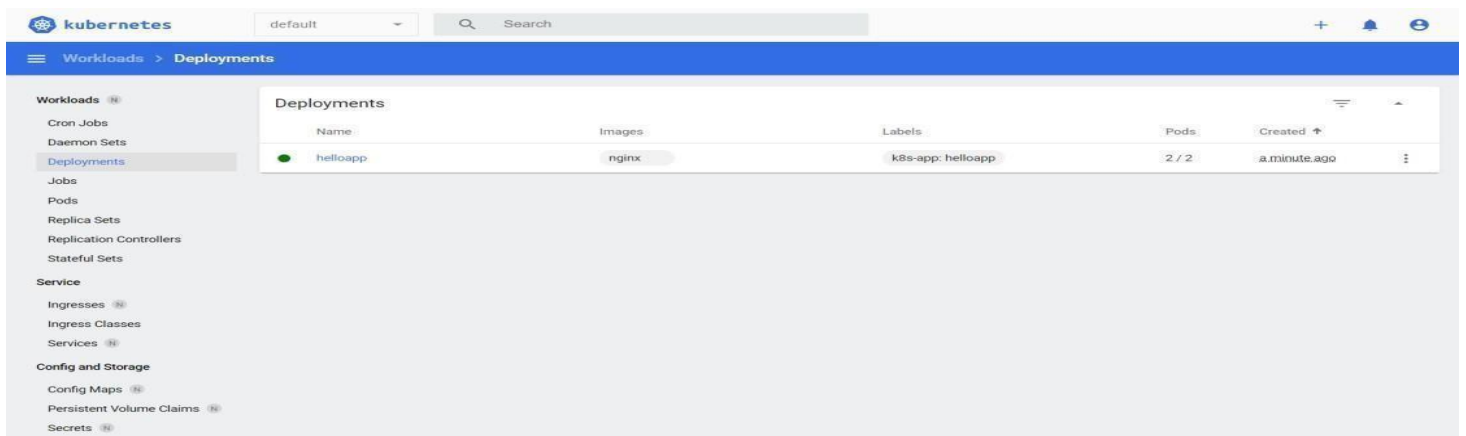 kubernetes default Search
Workloads > Deployments
Workloads N
Cron Jobs
Daemon Sets
Deployments
Jobs
Pods
Replica Sets
Replication Controllers
Stateful Sets
Service
Ingresses N
Ingress Classes
Services N
Config and Storage
Config Maps N
Persistent Volume Claims N
Secrets N
Deployments
Name Images Labels Pods Created
helloapp nginx k8s-app: helloapp 2 / 2 a minute ago